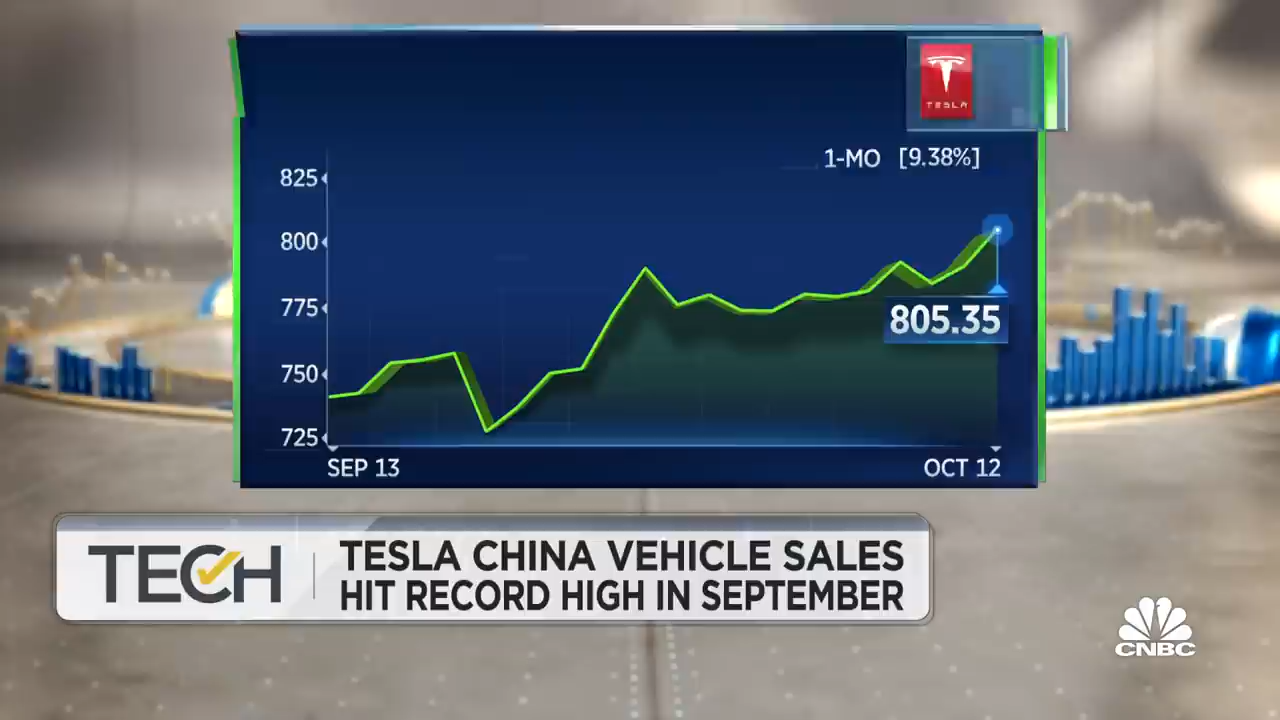 TESLA
1-MO [9.38%]
825
800
775
750
725
805.35
SEP 13
OCT 12
TECH
TESLA CHINA VEHICLE SALES
HIT RECORD HIGH IN SEPTEMBER
CNBC